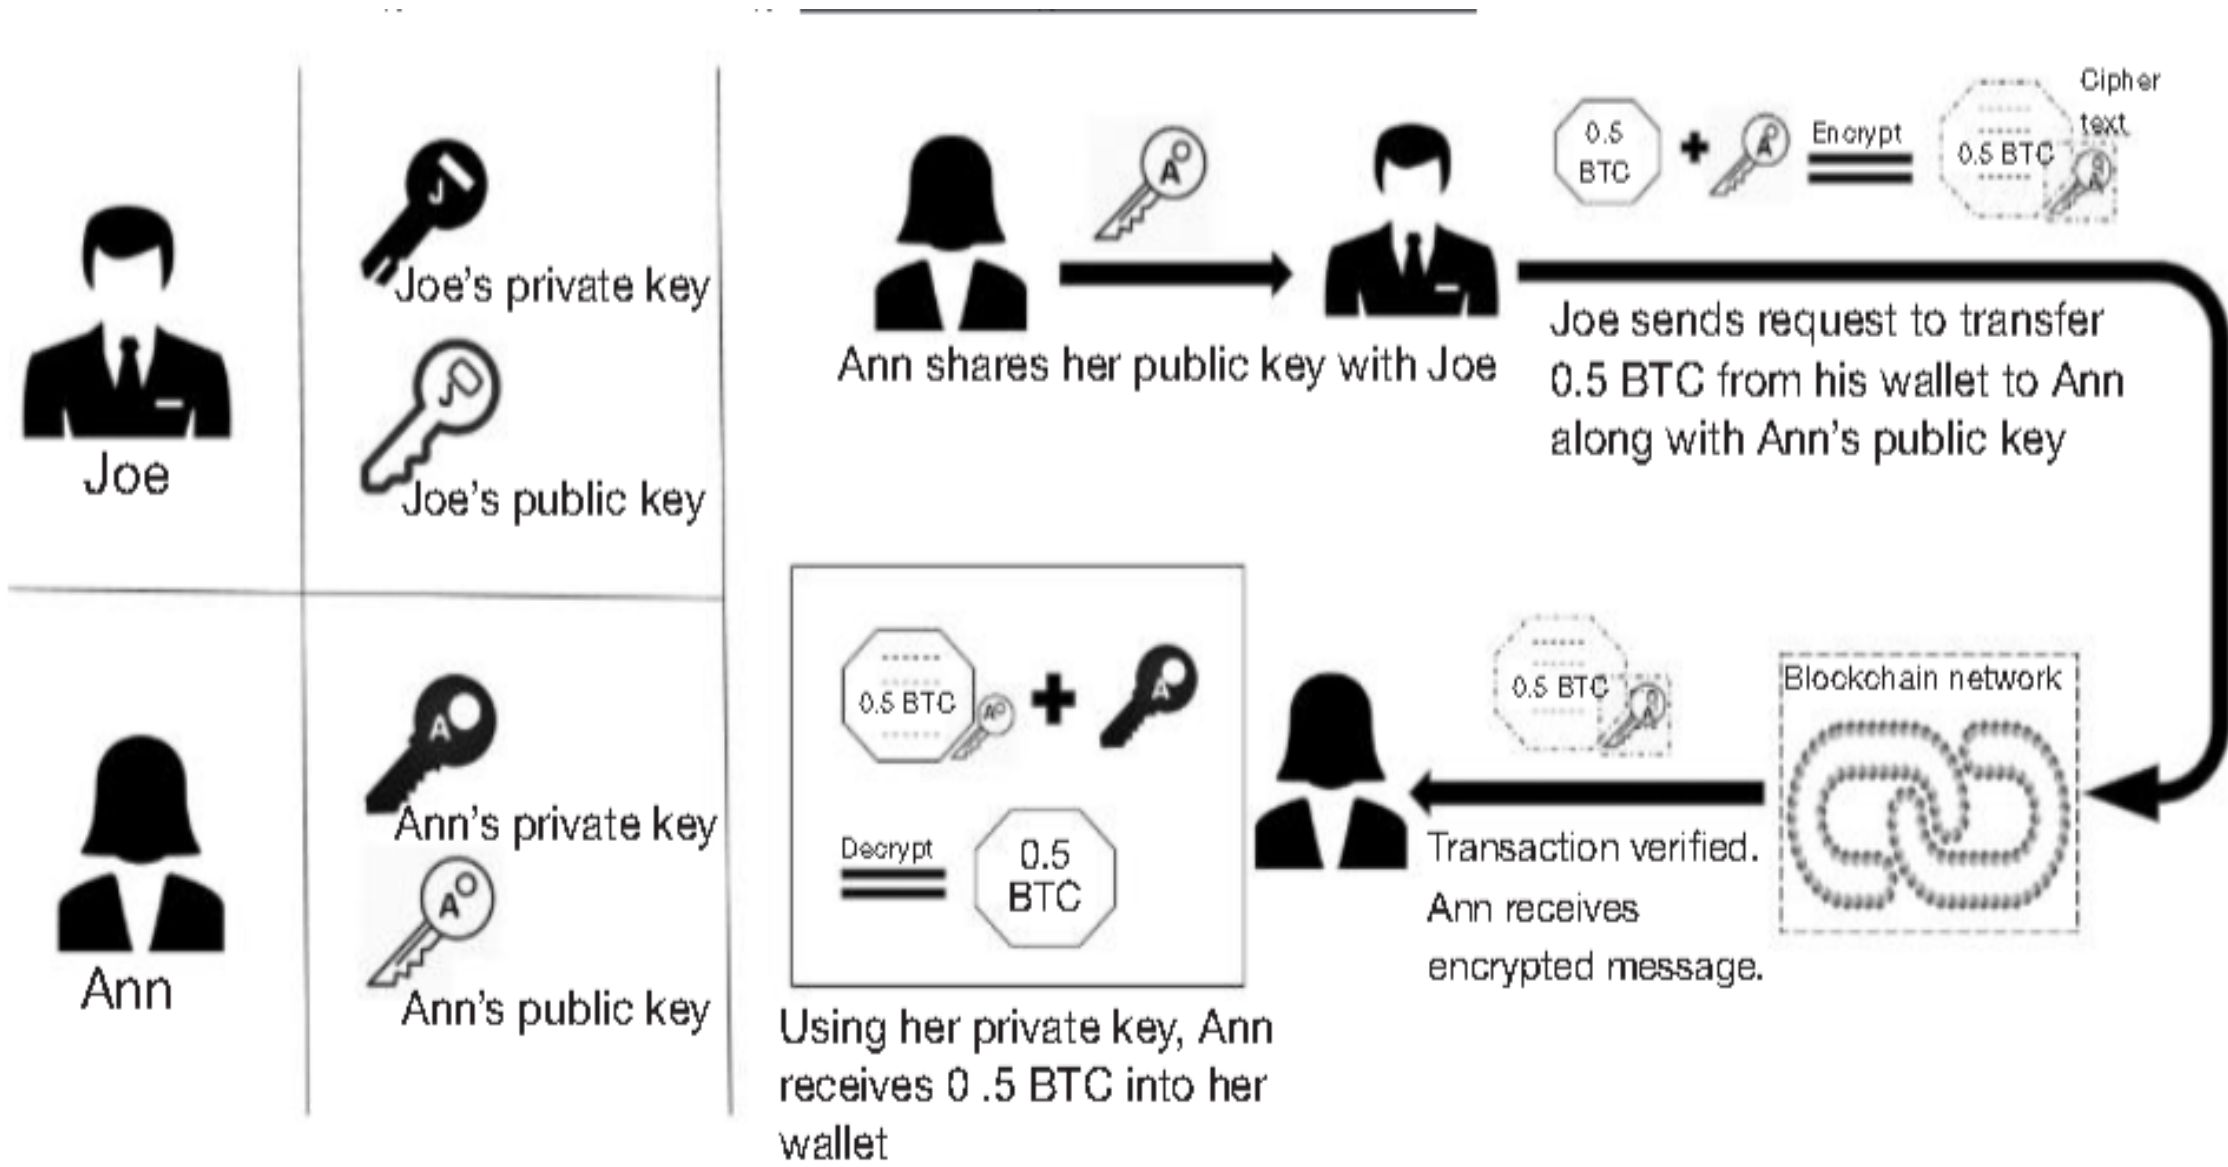 J
Joe's private key
J
Joe's public key
Joe
A
Ann's private key
A
Ann's public key
Ann
A
Ann shares her public key with Joe
0.5
BTC
A
Encrypt
0.5 BTC
A
Cipher
text
Joe sends request to transfer
0.5 BTC from his wallet to Ann
along with Ann's public key
Blockchain network
0.5 BTC
A
Transaction verified.
Ann receives
encrypted message.
0.5 BTC
A
A
Decrypt
0.5
BTC
Using her private key, Ann
receives 0 .5 BTC into her
wallet